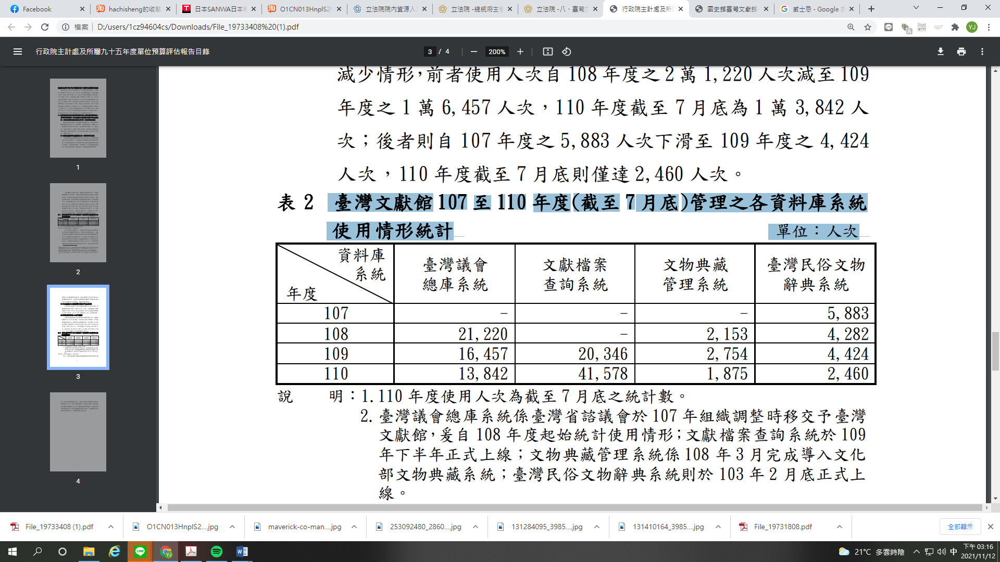 Facebook
hachisheng的收藏
日本SANWA日本
O1CN013HnplS2
立法院院內資源入
立法院 -總統府主管
立法院 -八、臺灣文
行政院主計處及所
國史館臺灣文獻館
威士忌 - Google 搜
檔案 D:/users/1cz94604cs/Downloads/File_19733408%20(1).pdf
YJ
行政院主計處及所屬九十五年度單位預算評估報告目錄
3 / 4
200%
減少情形，前者使用人次自 108 年度之 2 萬 1,220 人次減至 109
年度之 1 萬 6,457 人次，110 年度截至 7 月底為 1 萬 3,842 人
次；後者則自 107 年度之 5,883 人次下滑至 109 年度之 4,424
人次，110 年度截至 7 月底則僅達 2,460 人次。
表 2 臺灣文獻館 107 至 110 年度(截至 7 月底)管理之各資料庫系統
使用情形統計 單位：人次
資料庫系統 年度 臺灣議會總庫系統 文獻檔案查詢系統 文物典藏管理系統 臺灣民俗文物辭典系統
107 – – – 5,883
108 21,220 – 2,153 4,282
109 16,457 20,346 2,754 4,424
110 13,842 41,578 1,875 2,460
說 明：1.110 年度使用人次為截至 7 月底之統計數。
2. 臺灣議會總庫系統係臺灣省諮議會於 107 年組織調整時移交予臺灣
文獻館，爰自 108 年度起始統計使用情形；文獻檔案查詢系統於 109
年下半年正式上線；文物典藏管理系統係 108 年 3 月完成導入文化
部文物典藏系統；臺灣民俗文物辭典系統則於 103 年 2 月底正式上
線。
1
2
3
4
File_19733408 (1).pdf
O1CN013HnplS2....jpg
maverick-co-man....jpg
253092480_2860....jpg
131284095_3985....jpg
131410164_3985....jpg
File_19731808.pdf
全部顯示
21°C 多雲時陰
中
下午 03:16
2021/11/12